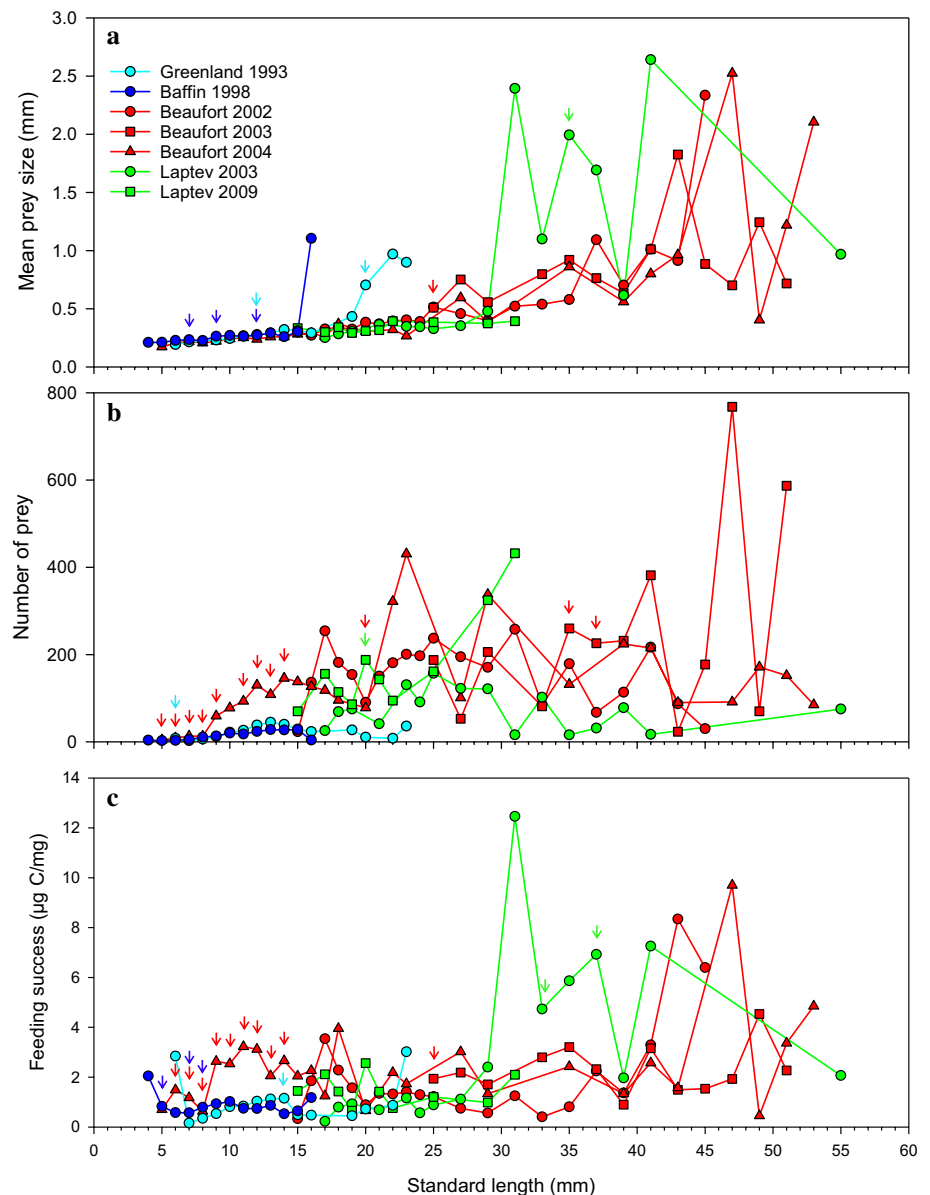 a
Mean prey size (mm)
3.0
2.5
2.0
1.5
1.0
0.5
0.0
Greenland 1993
Baffin 1998
Beaufort 2002
Beaufort 2003
Beaufort 2004
Laptev 2003
Laptev 2009
b
Number of prey
800
600
400
200
0
c
Feeding success (µg C/mg)
14
12
10
8
6
4
2
0
0 5 10 15 20 25 30 35 40 45 50 55 60
Standard length (mm)